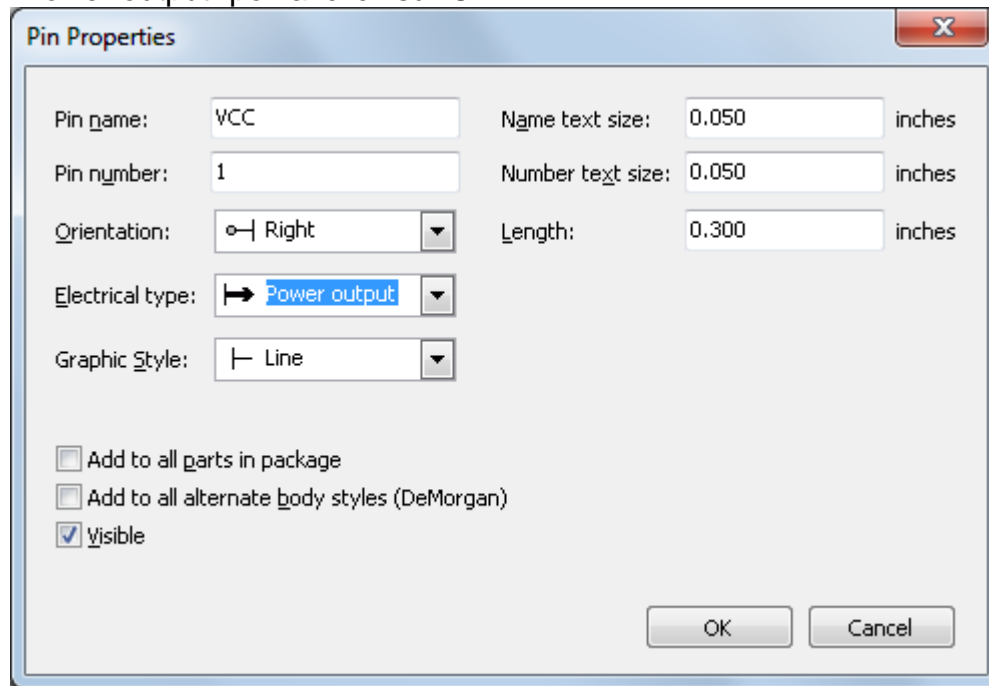 Pin Properties
Pin name: VCC Name text size: 0.050 inches
Pin number: 1 Number text size: 0.050 inches
Orientation: Right Length: 0.300 inches
Electrical type: Power output
Graphic Style: Line
Add to all parts in package
Add to all alternate body styles (DeMorgan)
Visible
OK Cancel